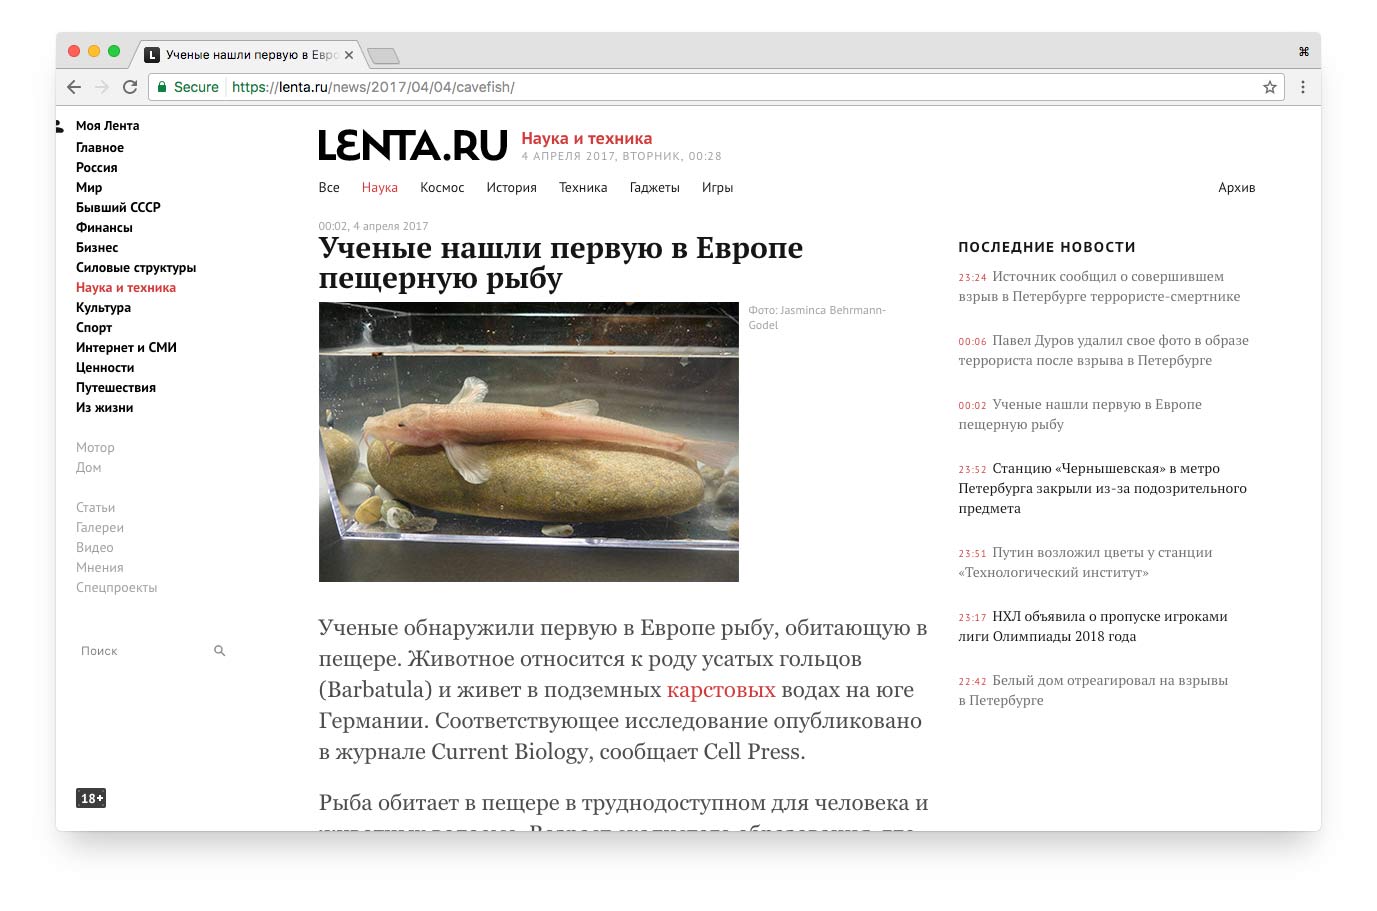 Ученые нашли первую в Евро
Secure https://lenta.ru/news/2017/04/04/cavefish/
Моя Лента
Главное
Россия
Мир
Бывший СССР
Финансы
Бизнес
Силовые структуры
Наука и техника
Культура
Спорт
Интернет и СМИ
Ценности
Путешествия
Из жизни
Мотор
Дом
Статьи
Галереи
Видео
Мнения
Спецпроекты
Поиск
18+
LENTA.RU
Наука и техника
4 АПРЕЛЯ 2017, ВТОРНИК, 00:28
Все Наука Космос История Техника Гаджеты Игры Архив
00:02, 4 апреля 2017
Ученые нашли первую в Европе
пещерную рыбу
Фото: Jasminca Behrmann-
Godel
Ученые обнаружили первую в Европе рыбу, обитающую в
пещере. Животное относится к роду усатых гольцов
(Barbatula) и живет в подземных карстовых водах на юге
Германии. Соответствующее исследование опубликовано
в журнале Current Biology, сообщает Cell Press.
Рыба обитает в пещере в труднодоступном для человека и
ПОСЛЕДНИЕ НОВОСТИ
23:24 Источник сообщил о совершившем
взрыв в Петербурге террористе-смертнике
00:06 Павел Дуров удалил свое фото в образе
террориста после взрыва в Петербурге
00:02 Ученые нашли первую в Европе
пещерную рыбу
23:52 Станцию «Чернышевская» в метро
Петербурга закрыли из-за подозрительного
предмета
23:51 Путин возложил цветы у станции
«Технологический институт»
23:17 НХЛ объявила о пропуске игроками
лиги Олимпиады 2018 года
22:42 Белый дом отреагировал на взрывы
в Петербурге